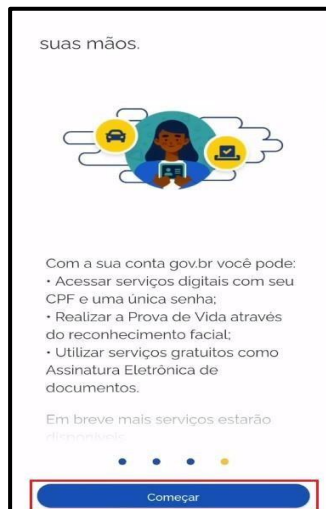 suas mãos.
Com a sua conta gov.br você pode:
• Acessar serviços digitais com seu
CPF e uma única senha;
• Realizar a Prova de Vida através
do reconhecimento facial;
• Utilizar serviços gratuitos como
Assinatura Eletrônica de
documentos.
Em breve mais serviços estarão
disponíveis
Começar